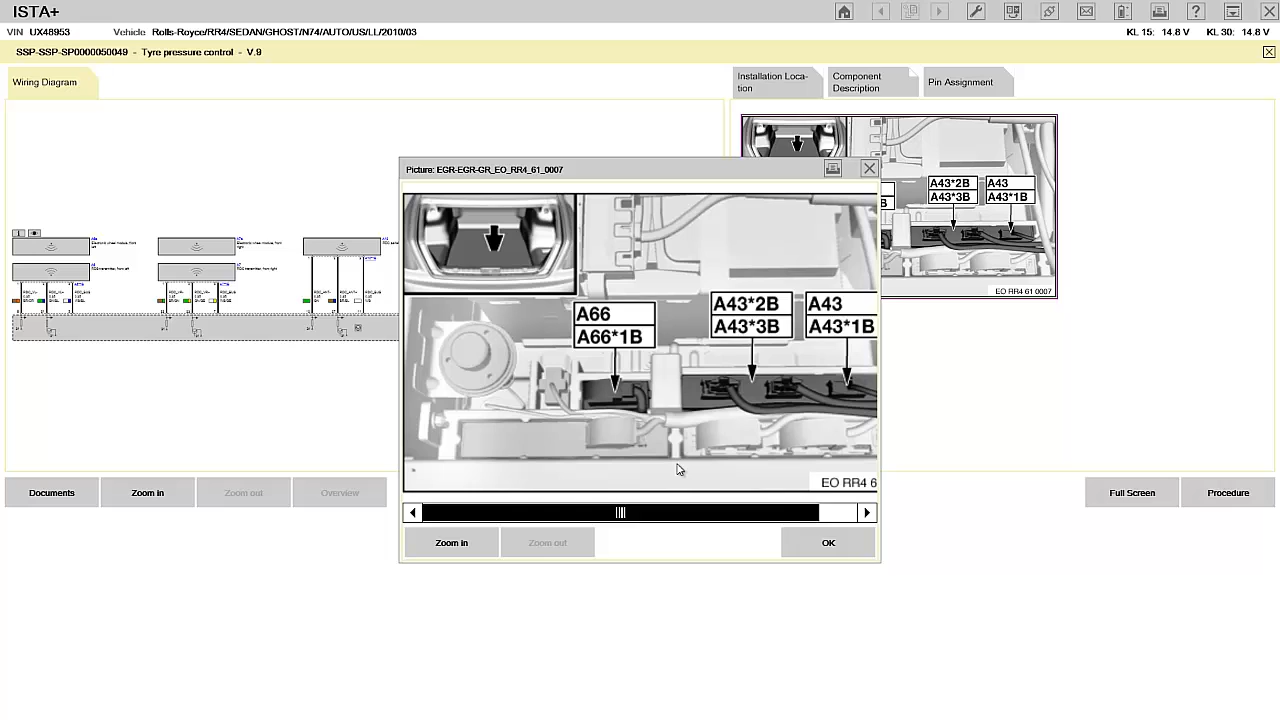 ISTA+
VIN UX48953 Vehicle Rolls-Royce/RR4/SEDAN/GHOST/N74/AUTO/US/LL/2010/03 KL 15: 14.8 V KL 30: 14.8 V
SSP-SSP-SP0000050049 - Tyre pressure control - V.9
Wiring Diagram
Installation Loca-
tion
Component
Description
Pin Assignment
Picture: EGR-EGR-GR_EO_RR4_61_0007
A43*2B
A43*3B
A43
A43*1B
B
EO RR4 61 0007
A66
A66*1B
A43*2B
A43*3B
A43
A43*1B
EO RR4 6
Documents
Zoom in
Zoom out
Overview
Full Screen
Procedure
Zoom in
Zoom out
OK